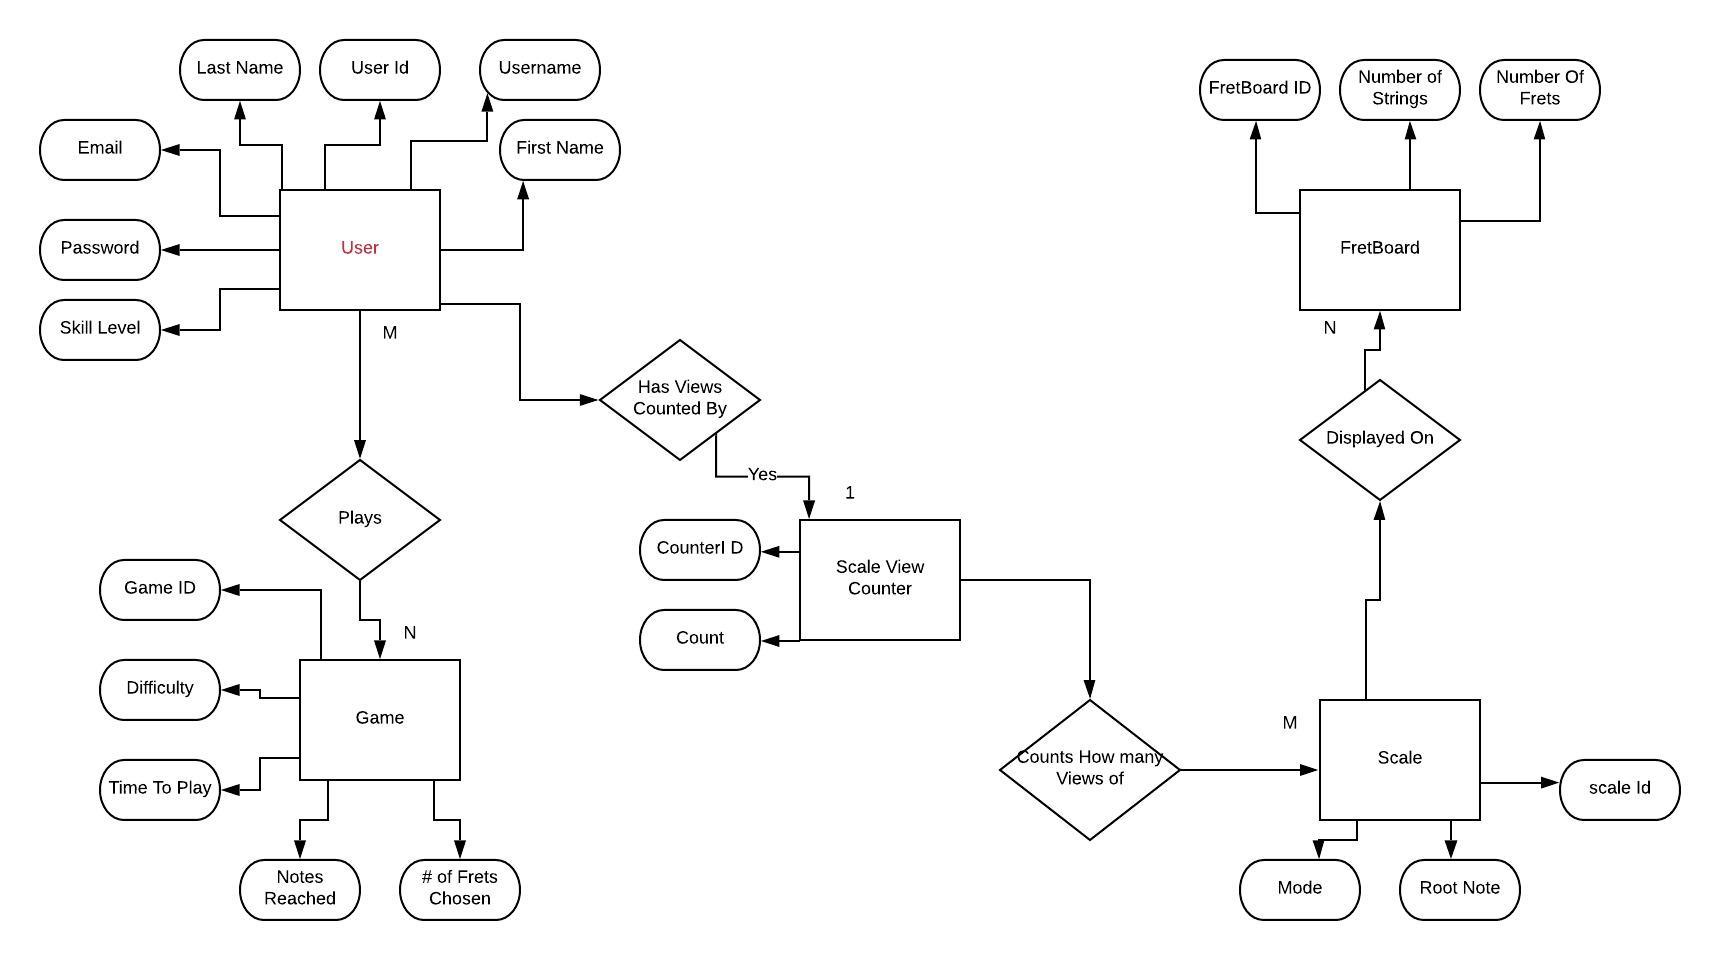 Last Name
User Id
Username
FretBoard ID
Number of
Strings
Number Of
Frets
Email
First Name
Password
User
FretBoard
Skill Level
M
N
Has Views
Counted By
Displayed On
Yes
1
Plays
CounterI D
Scale View
Counter
Game ID
N
Count
Difficulty
Game
M
Counts How many
Views of
Scale
Time To Play
scale Id
Notes
Reached
# of Frets
Chosen
Mode
Root Note